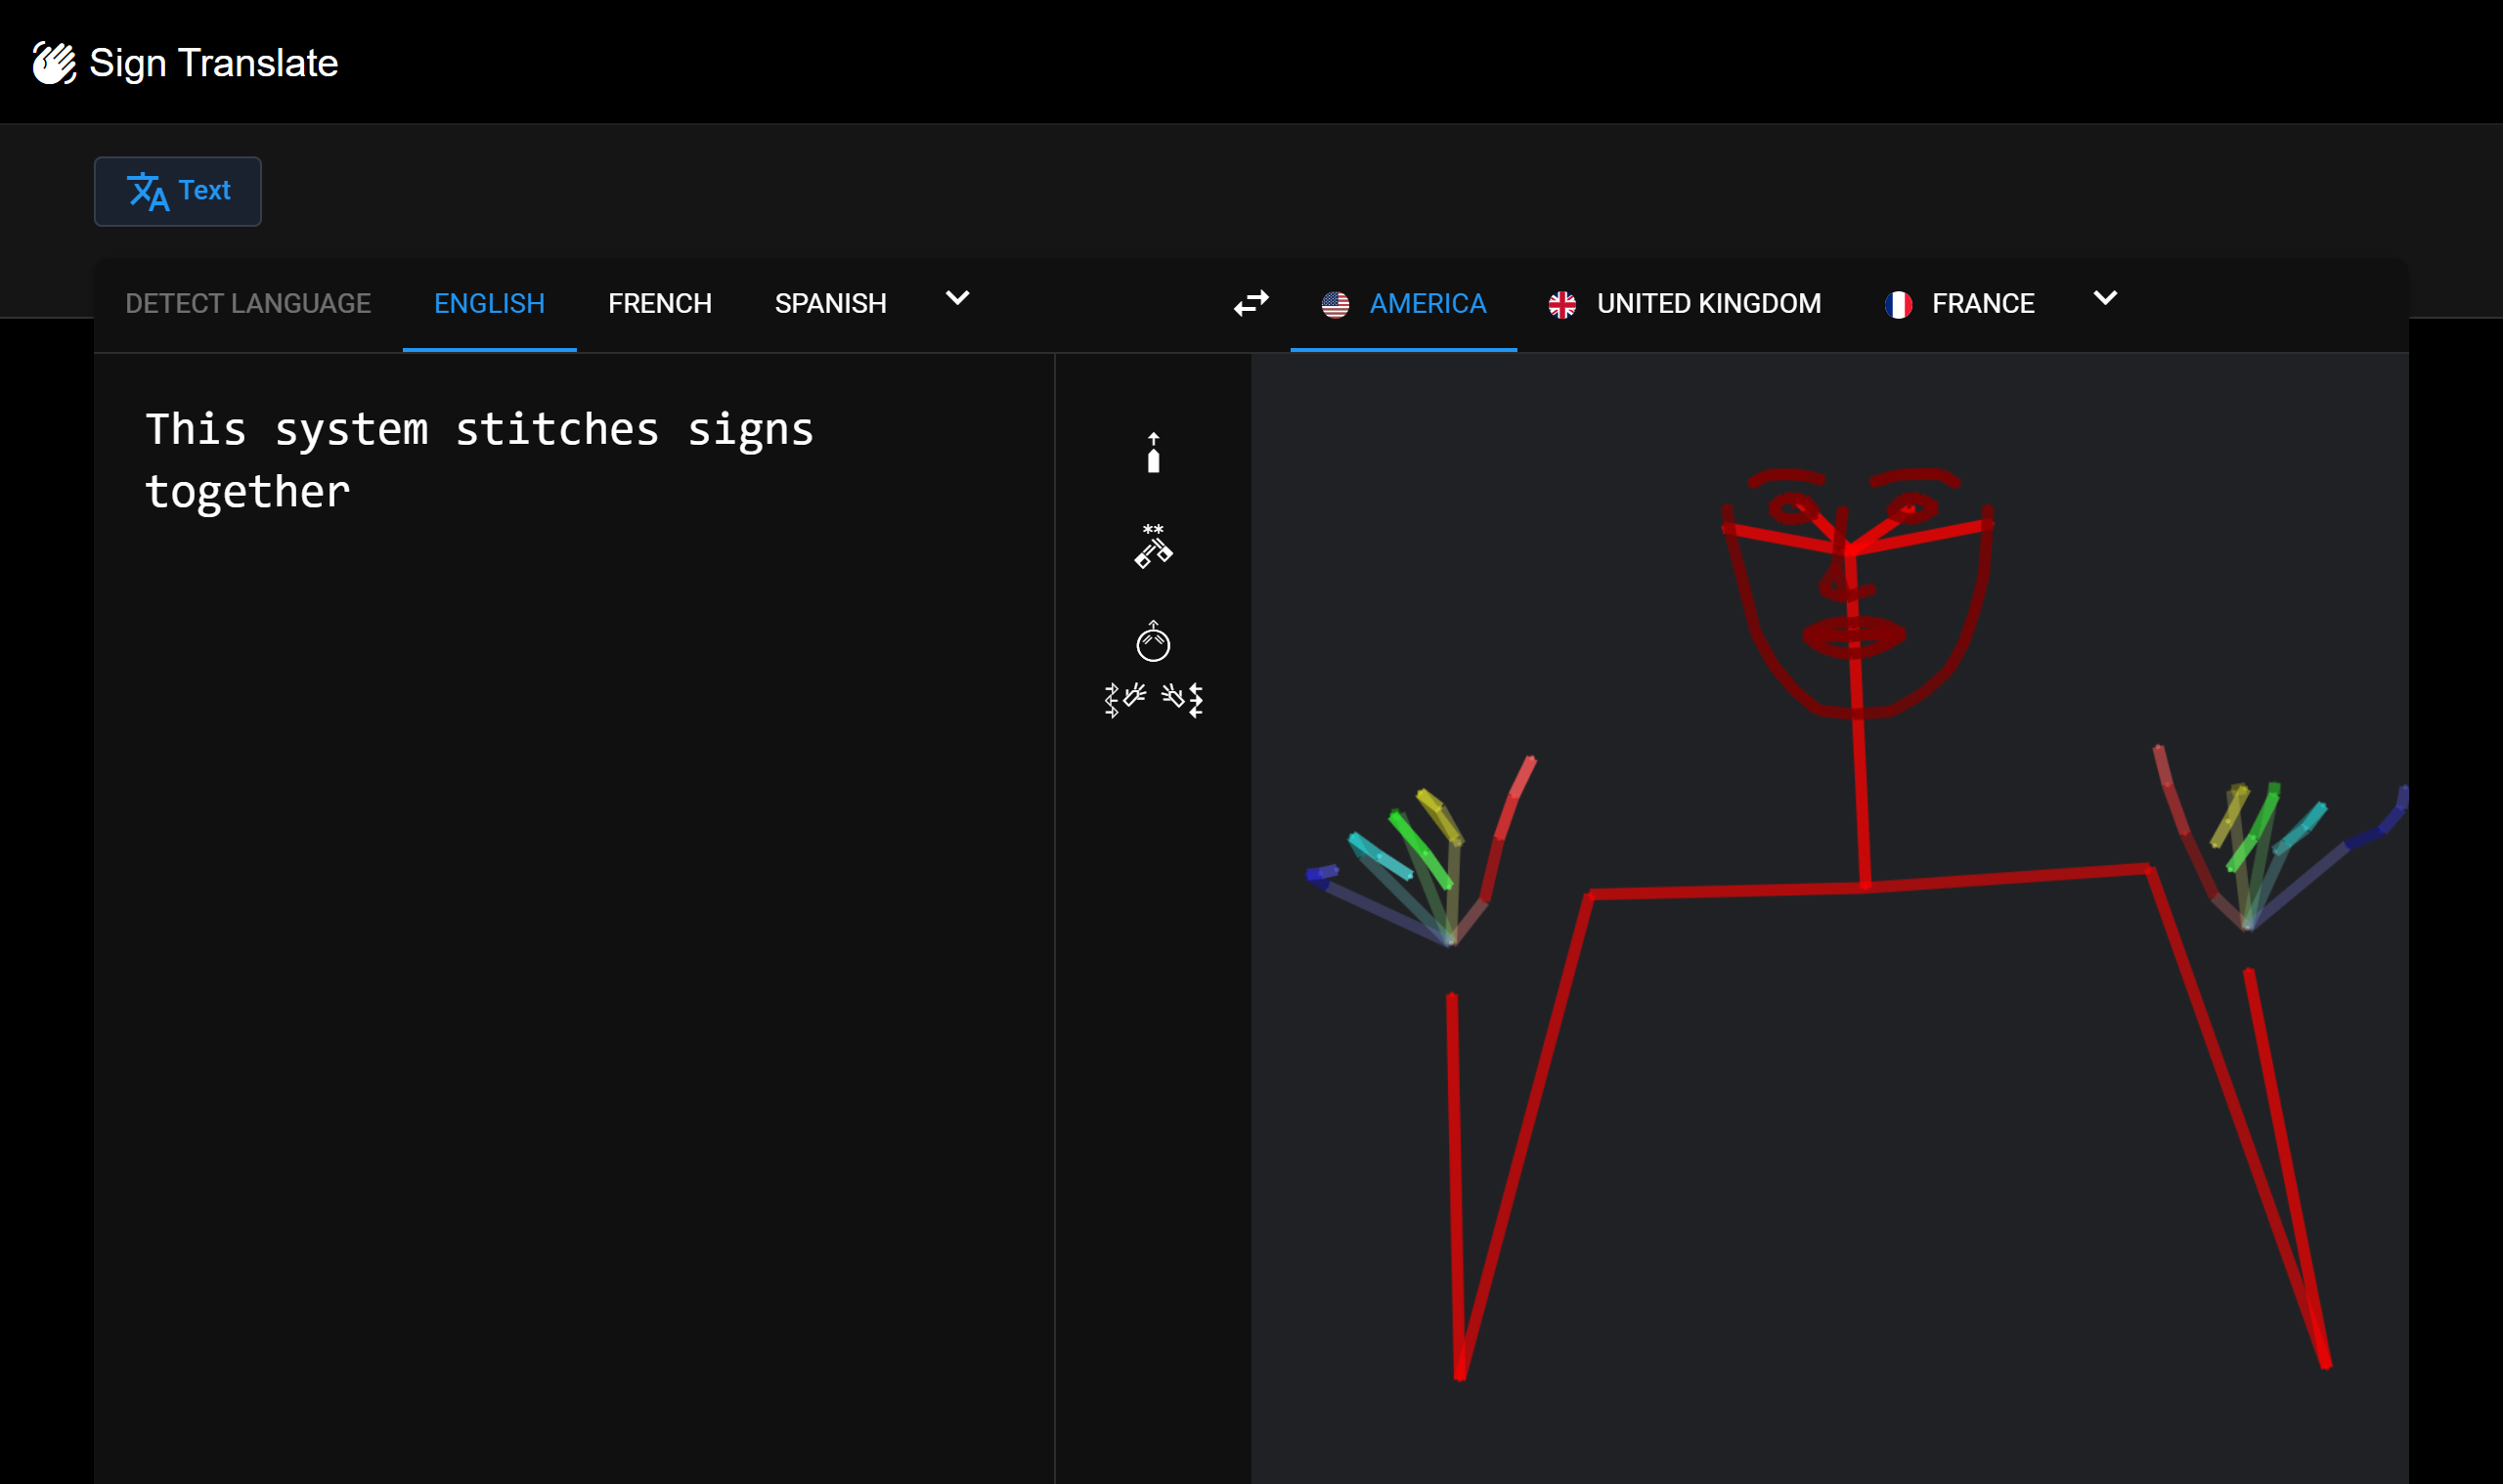 Sign Translate
Text
DETECT LANGUAGE ENGLISH FRENCH SPANISH AMERICA UNITED KINGDOM FRANCE
This system stitches signs
together